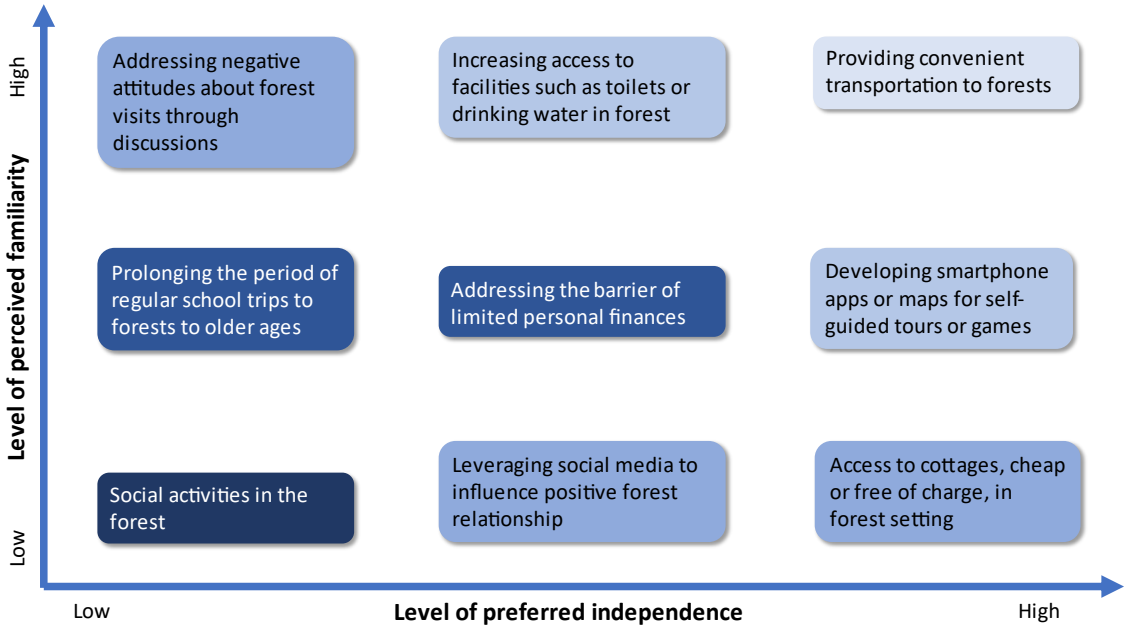 High
Addressing negative
attitudes about forest
visits through
discussions
Increasing access to
facilities such as toilets or
drinking water in forest
Providing convenient
transportation to forests
Level of perceived familiarity
Prolonging the period of
regular school trips to
forests to older ages
Addressing the barrier of
limited personal finances
Developing smartphone
apps or maps for self-
guided tours or games
Low
Social activities in the
forest
Leveraging social media to
influence positive forest
relationship
Access to cottages, cheap
or free of charge, in
forest setting
Low
Level of preferred independence
High